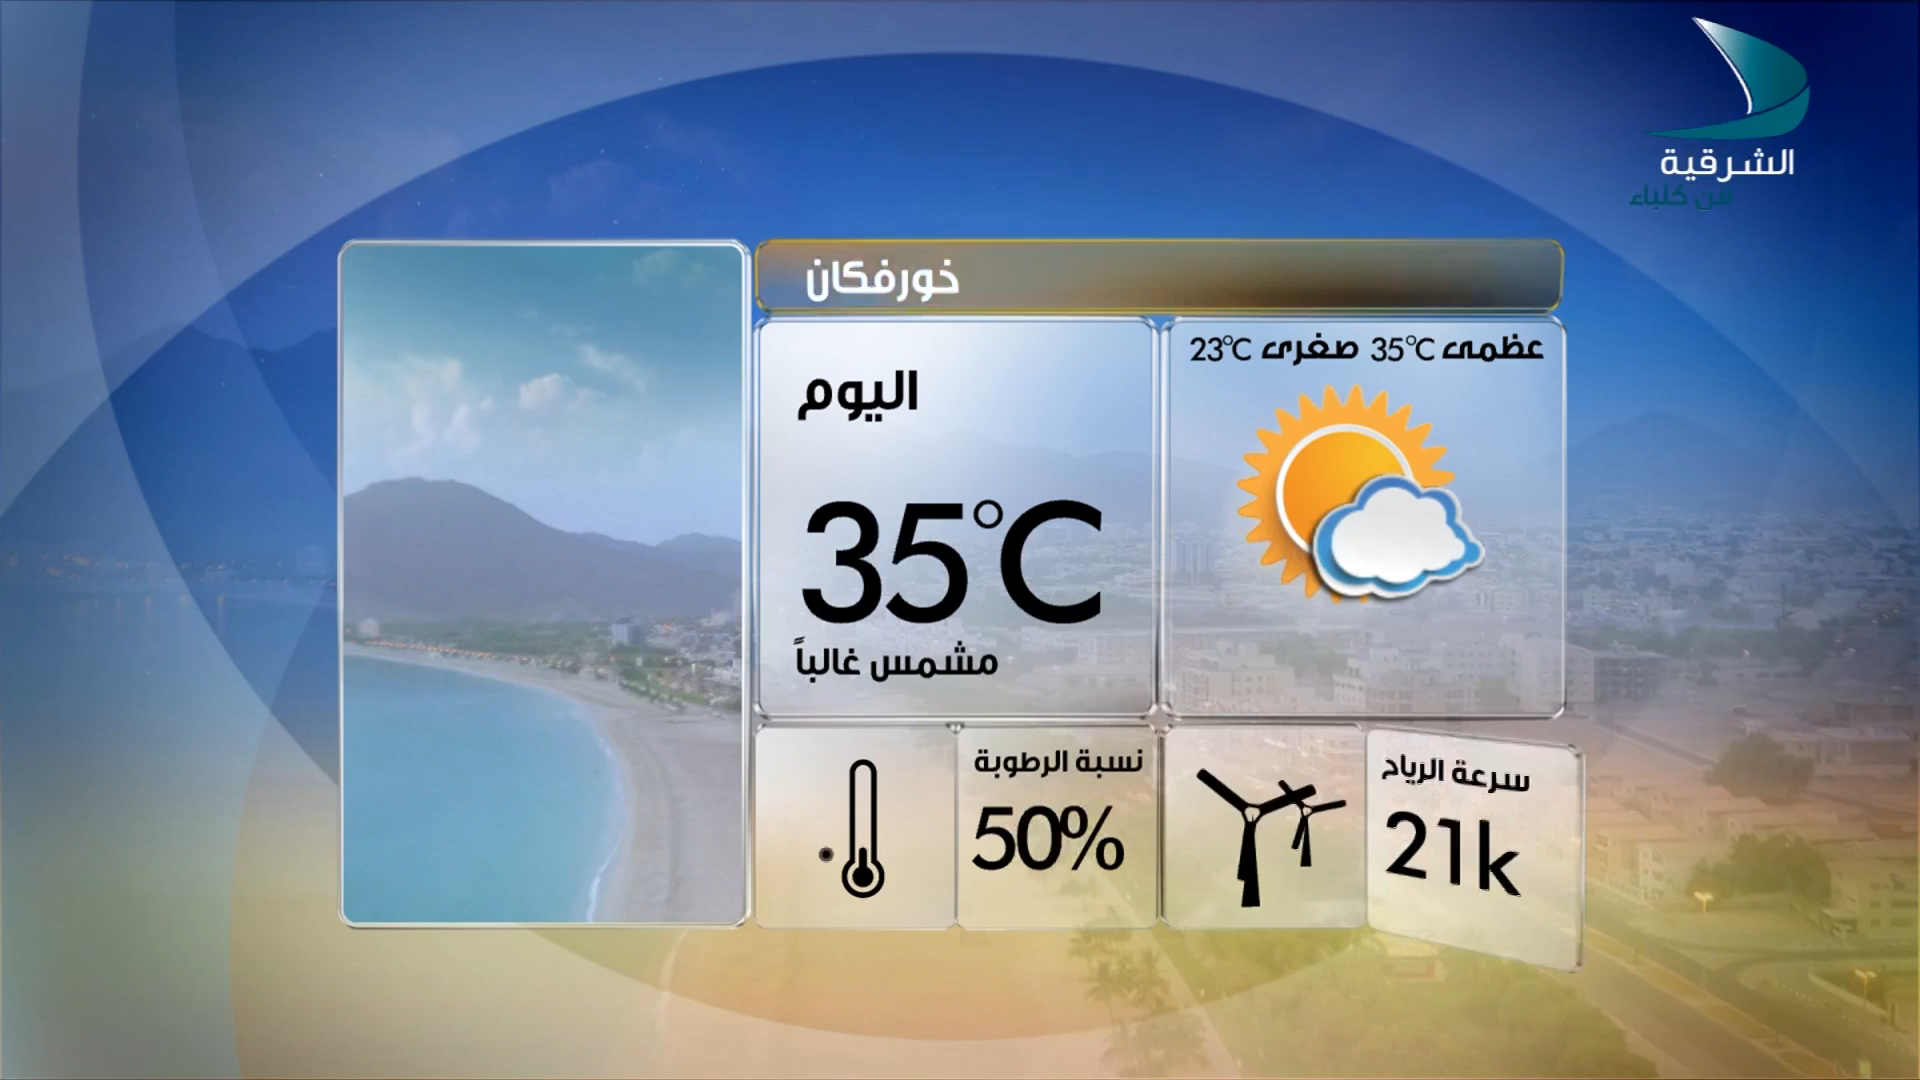 الشرقية
من كلباء
خورفكان
عظمى 35°C صغرى 23°C
اليوم
35°C
مشمس غالباً
نسبة الرطوبة
50%
سرعة الرياح
21k